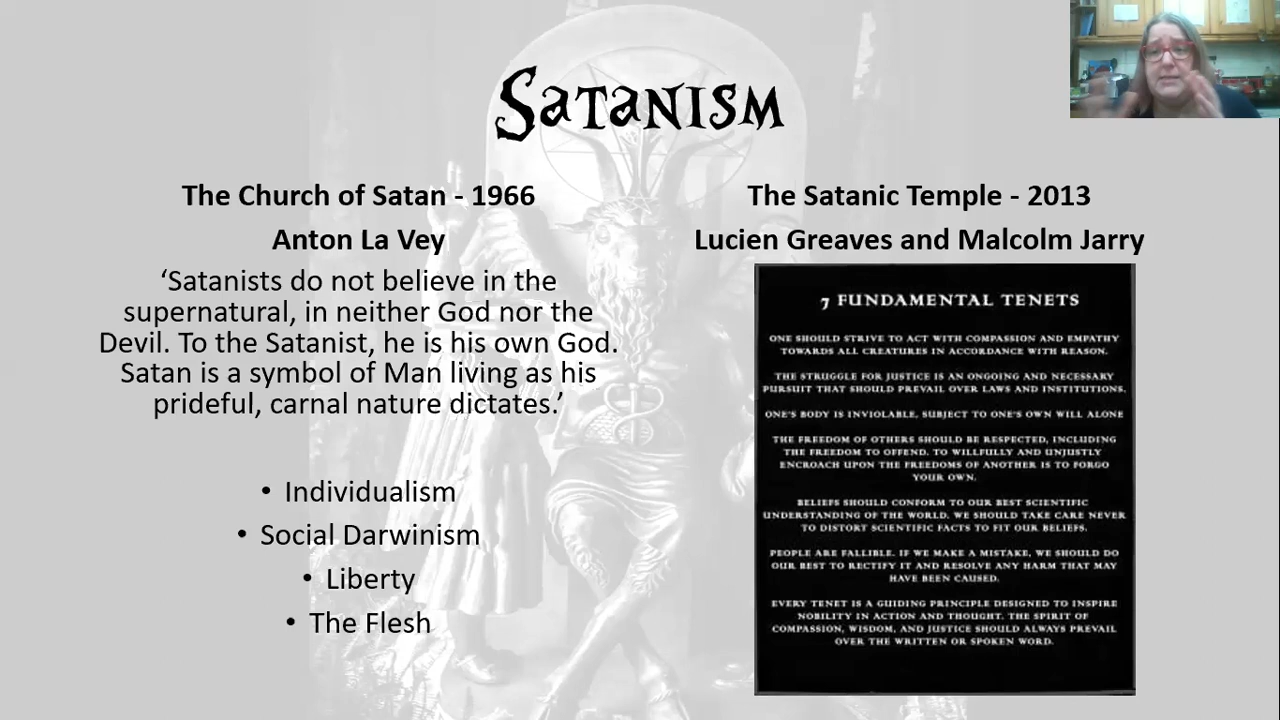 Satanism
The Church of Satan - 1966
Anton La Vey
‘Satanists do not believe in the
supernatural, in neither God nor the
Devil. To the Satanist, he is his own God.
Satan is a symbol of Man living as his
prideful, carnal nature dictates.’
• Individualism
• Social Darwinism
• Liberty
• The Flesh
The Satanic Temple - 2013
Lucien Greaves and Malcolm Jarry
7 FUNDAMENTAL TENETS
ONE SHOULD STRIVE TO ACT WITH COMPASSION AND EMPATHY
TOWARDS ALL CREATURES IN ACCORDANCE WITH REASON.
THE STRUGGLE FOR JUSTICE IS AN ONGOING AND NECESSARY
PURSUIT THAT SHOULD PREVAIL OVER LAWS AND INSTITUTIONS.
ONE'S BODY IS INVIOLABLE, SUBJECT TO ONE'S OWN WILL ALONE
THE FREEDOM OF OTHERS SHOULD BE RESPECTED, INCLUDING
THE FREEDOM TO OFFEND. TO WILLFULLY AND UNJUSTLY
ENCROACH UPON THE FREEDOMS OF ANOTHER IS TO FORGO
YOUR OWN.
BELIEFS SHOULD CONFORM TO OUR BEST SCIENTIFIC
UNDERSTANDING OF THE WORLD. WE SHOULD TAKE CARE NEVER
TO DISTORT SCIENTIFIC FACTS TO FIT OUR BELIEFS.
PEOPLE ARE FALLIBLE. IF WE MAKE A MISTAKE, WE SHOULD DO
OUR BEST TO RECTIFY IT AND RESOLVE ANY HARM THAT MAY
HAVE BEEN CAUSED.
EVERY TENET IS A GUIDING PRINCIPLE DESIGNED TO INSPIRE
NOBILITY IN ACTION AND THOUGHT. THE SPIRIT OF
COMPASSION, WISDOM, AND JUSTICE SHOULD ALWAYS PREVAIL
OVER THE WRITTEN OR SPOKEN WORD.